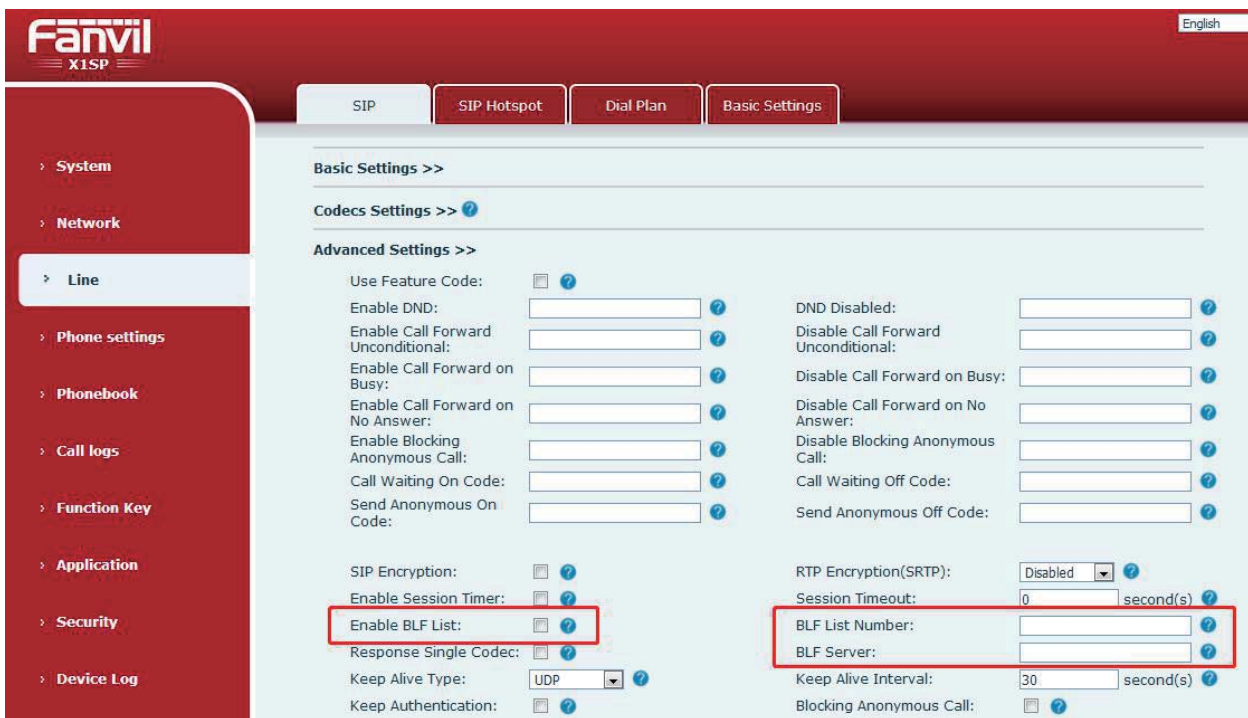 English
Fanvil
X1SP
SIP
SIP Hotspot
Dial Plan
Basic Settings
System
Network
Line
Phone settings
Phonebook
Call logs
Function Key
Application
Security
Device Log
Basic Settings >>
Codecs Settings >> ?
Advanced Settings >>
Use Feature Code: ?
Enable DND: ? DND Disabled: ?
Enable Call Forward
Unconditional: ?
Disable Call Forward
Unconditional: ?
Enable Call Forward on
Busy: ?
Disable Call Forward on Busy: ?
Enable Call Forward on
No Answer: ?
Disable Call Forward on No
Answer: ?
Enable Blocking
Anonymous Call: ?
Disable Blocking Anonymous
Call: ?
Call Waiting On Code: ? Call Waiting Off Code: ?
Send Anonymous On
Code: ?
Send Anonymous Off Code: ?
SIP Encryption: ? RTP Encryption(SRTP): Disabled ?
Enable Session Timer: ? Session Timeout: 0 second(s) ?
Enable BLF List: ? BLF List Number: ?
Response Single Codec: ? BLF Server: ?
Keep Alive Type: UDP ? Keep Alive Interval: 30 second(s) ?
Keep Authentication: ? Blocking Anonymous Call: ?